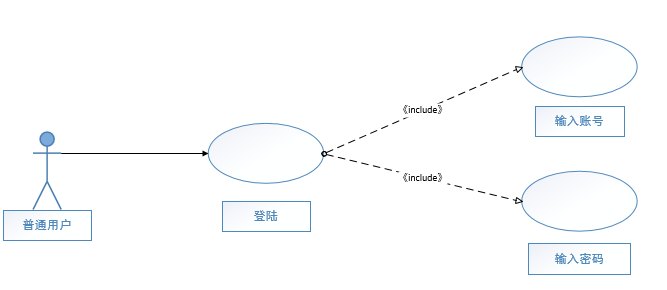 《include》
输入账号
《include》
登陆
普通用户
输入密码